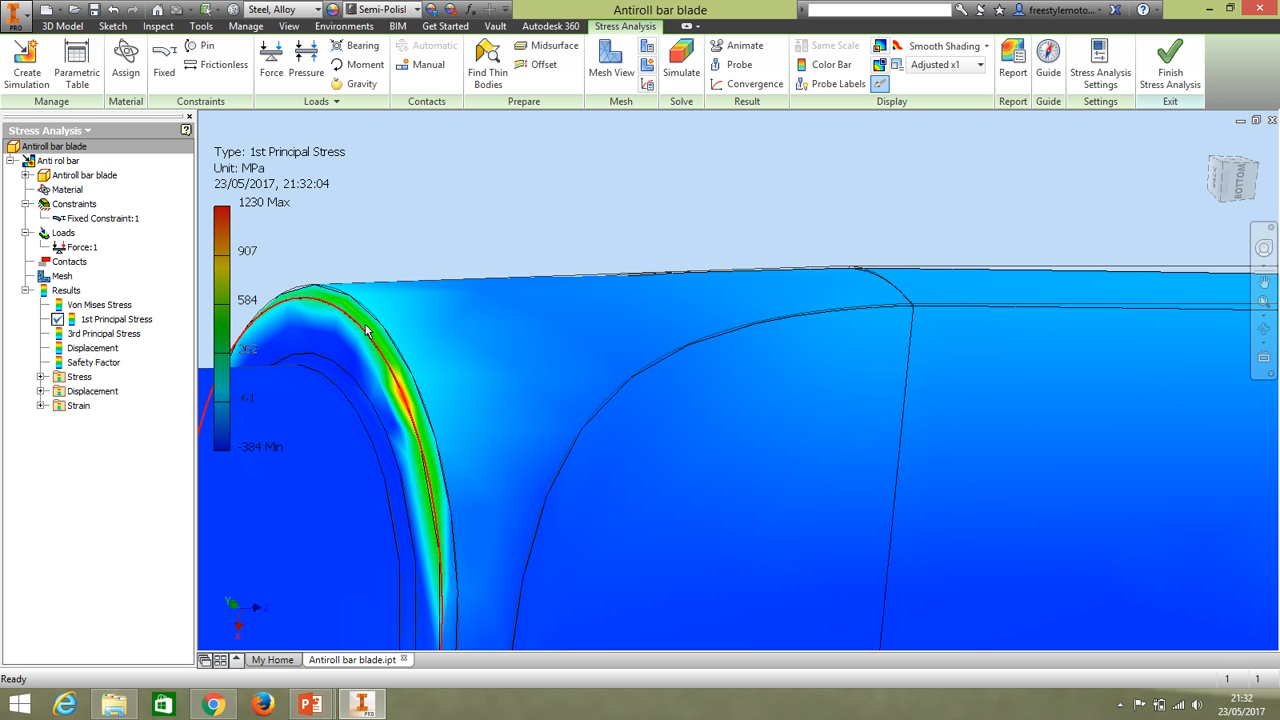 Steel, Alloy
Semi-Polist
Antiroll bar blade
freestylemoto...
PRO
3D Model
Sketch
Inspect
Tools
Manage
View
Environments
BIM
Get Started
Vault
Autodesk 360
Stress Analysis
Create Simulation
Parametric Table
Assign
Fixed
Pin
Frictionless
Force
Pressure
Bearing
Moment
Gravity
Automatic
Manual
Find Thin Bodies
Midsurface
Offset
Mesh View
Simulate
Animate
Probe
Convergence
Same Scale
Color Bar
Probe Labels
Smooth Shading
Adjusted x1
Report
Guide
Stress Analysis Settings
Finish Stress Analysis
Manage
Material
Constraints
Loads
Contacts
Prepare
Mesh
Solve
Result
Display
Report
Guide
Settings
Exit
Stress Analysis
Antiroll bar blade
Anti rol bar
Antiroll bar blade
Material
Constraints
Fixed Constraint:1
Loads
Force:1
Contacts
Mesh
Results
Von Mises Stress
1st Principal Stress
3rd Principal Stress
Displacement
Safety Factor
Stress
Displacement
Strain
Type: 1st Principal Stress
Unit: MPa
23/05/2017, 21:32:04
1230 Max
907
584
262
-61
-384 Min
BOTTOM
Y
Z
X
My Home
Antiroll bar blade.ipt
Ready
1
1
21:32
23/05/2017